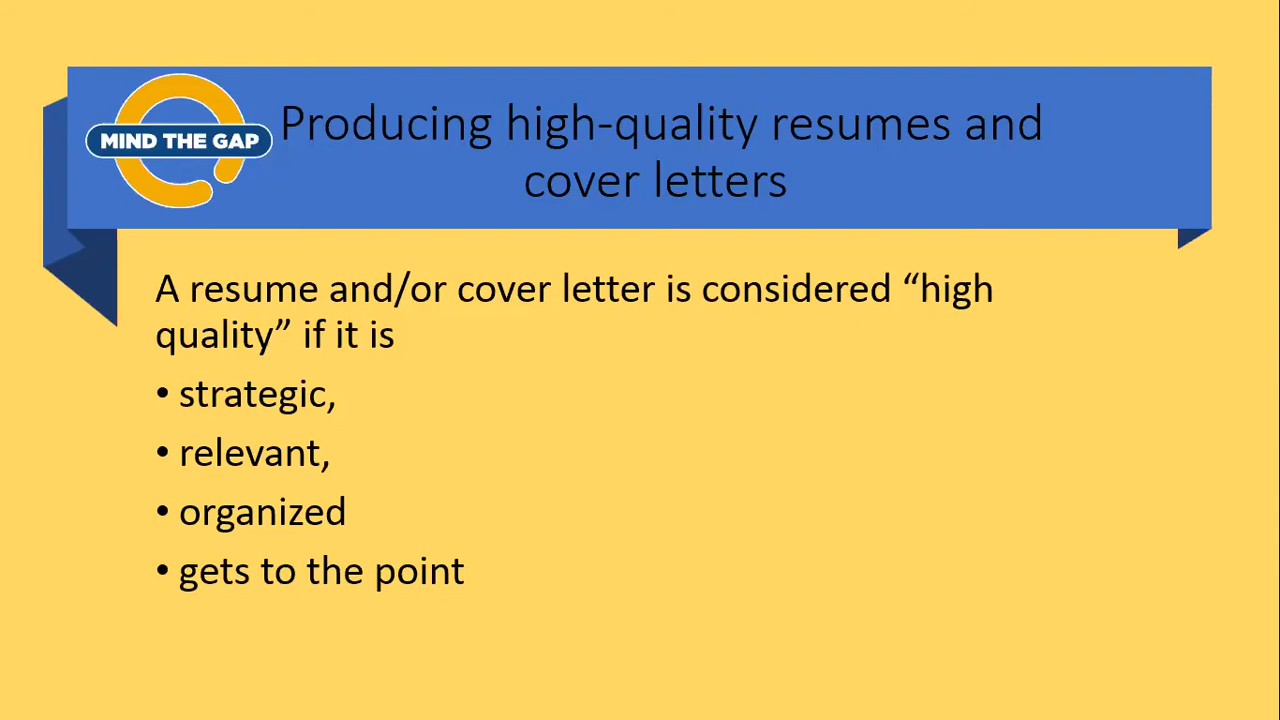 MIND THE GAP
Producing high-quality resumes and
cover letters
A resume and/or cover letter is considered “high
quality” if it is
• strategic,
• relevant,
• organized
• gets to the point